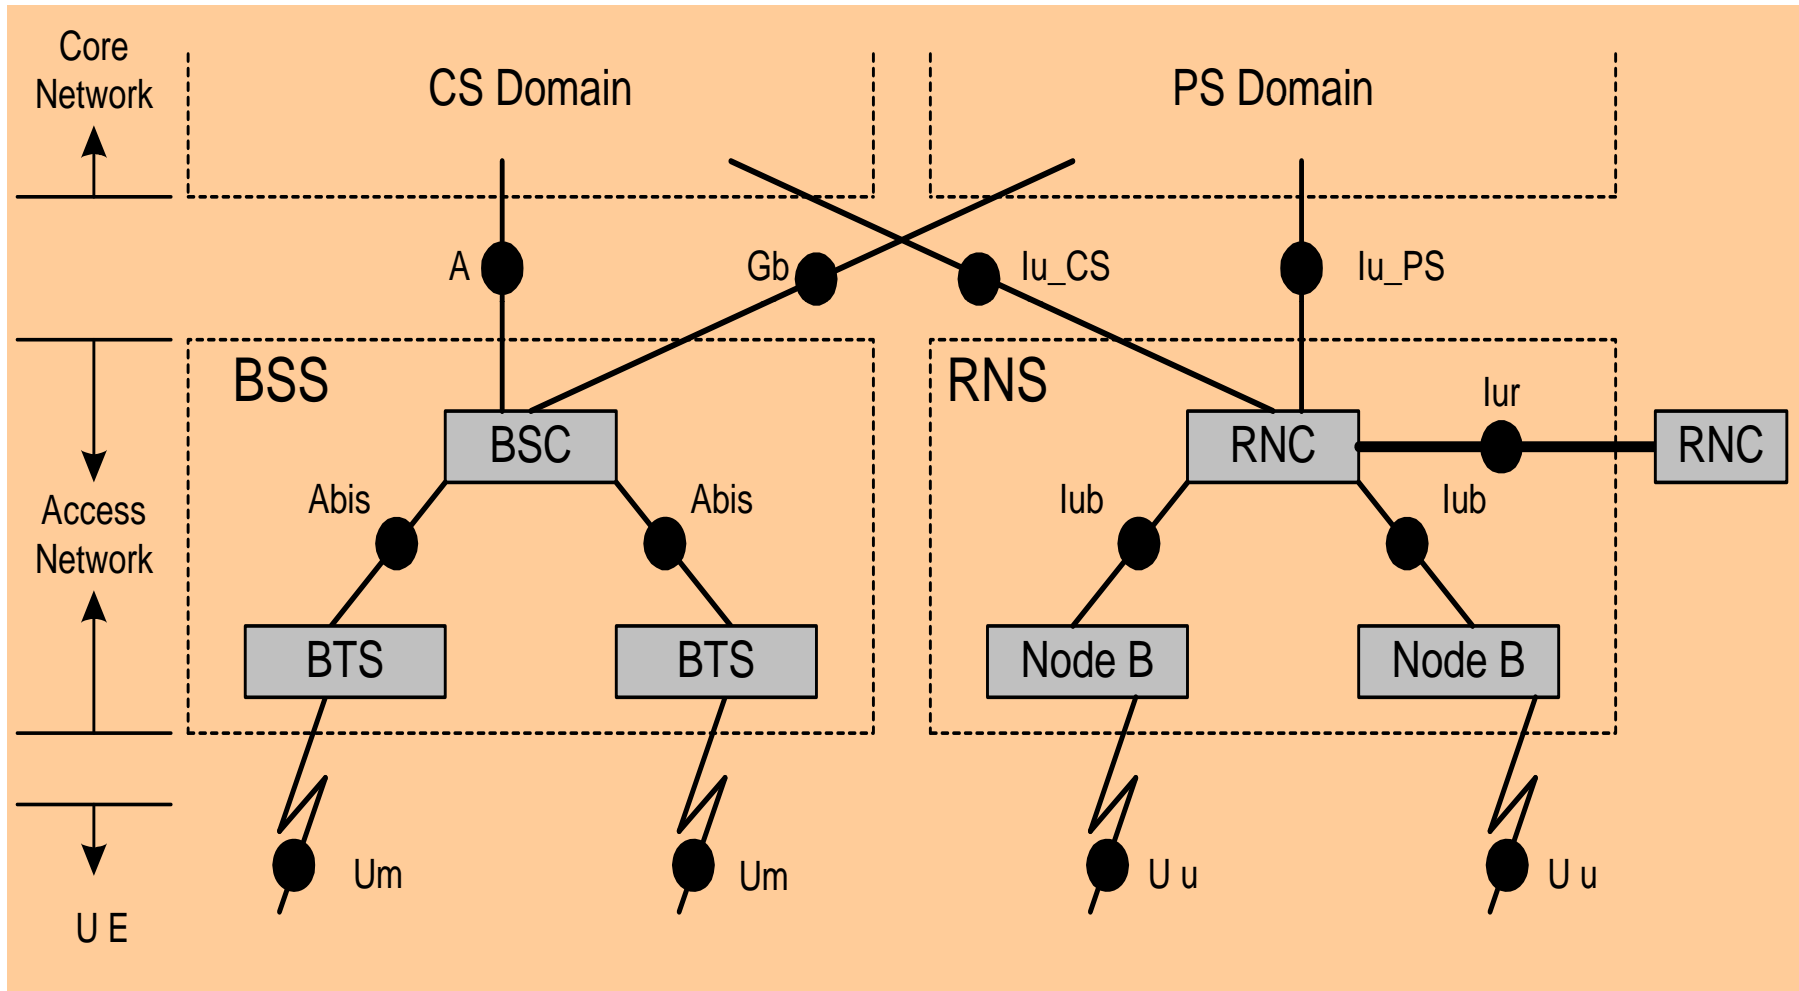 Core
Network
CS Domain
PS Domain
A
Gb
Iu_CS
Iu_PS
BSS
RNS
Iur
BSC
RNC
RNC
Abis
Abis
Iub
Iub
Access
Network
BTS
BTS
Node B
Node B
Um
Um
U u
U u
U E